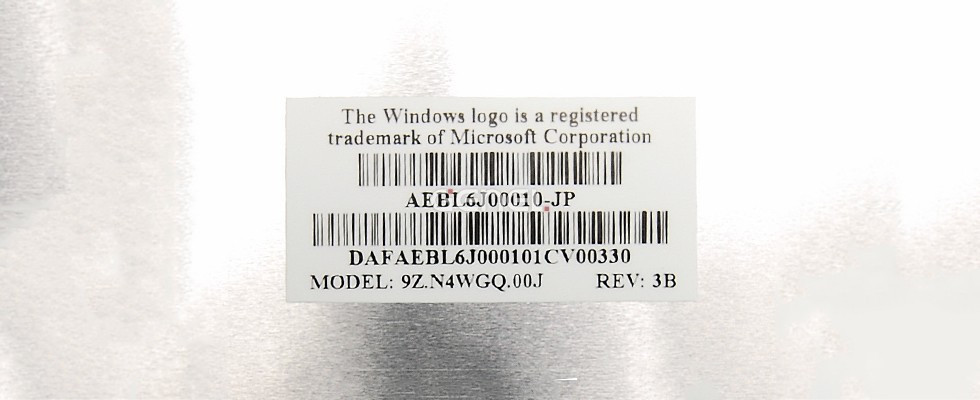 The Windows logo is a registered
trademark of Microsoft Corporation
AEBL6J00010-JP
DAFAEBL6J000101CV00330
MODEL: 9Z.N4WGQ.00J REV: 3B